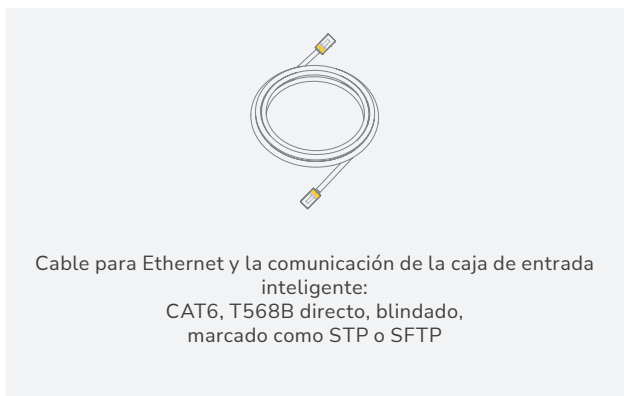 Cable para Ethernet y la comunicación de la caja de entrada
inteligente:
CAT6, T568B directo, blindado,
marcado como STP o SFTP